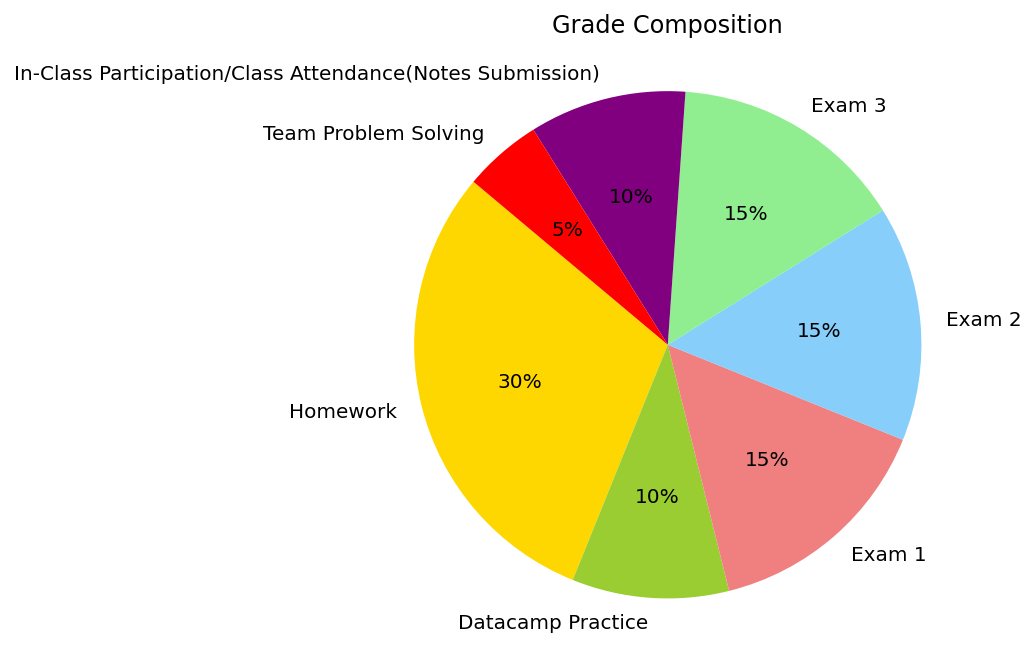 Grade Composition
In-Class Participation/Class Attendance(Notes Submission)
Exam 3
Team Problem Solving
10%
15%
5%
Exam 2
15%
30%
Homework
15%
10%
Exam 1
Datacamp Practice